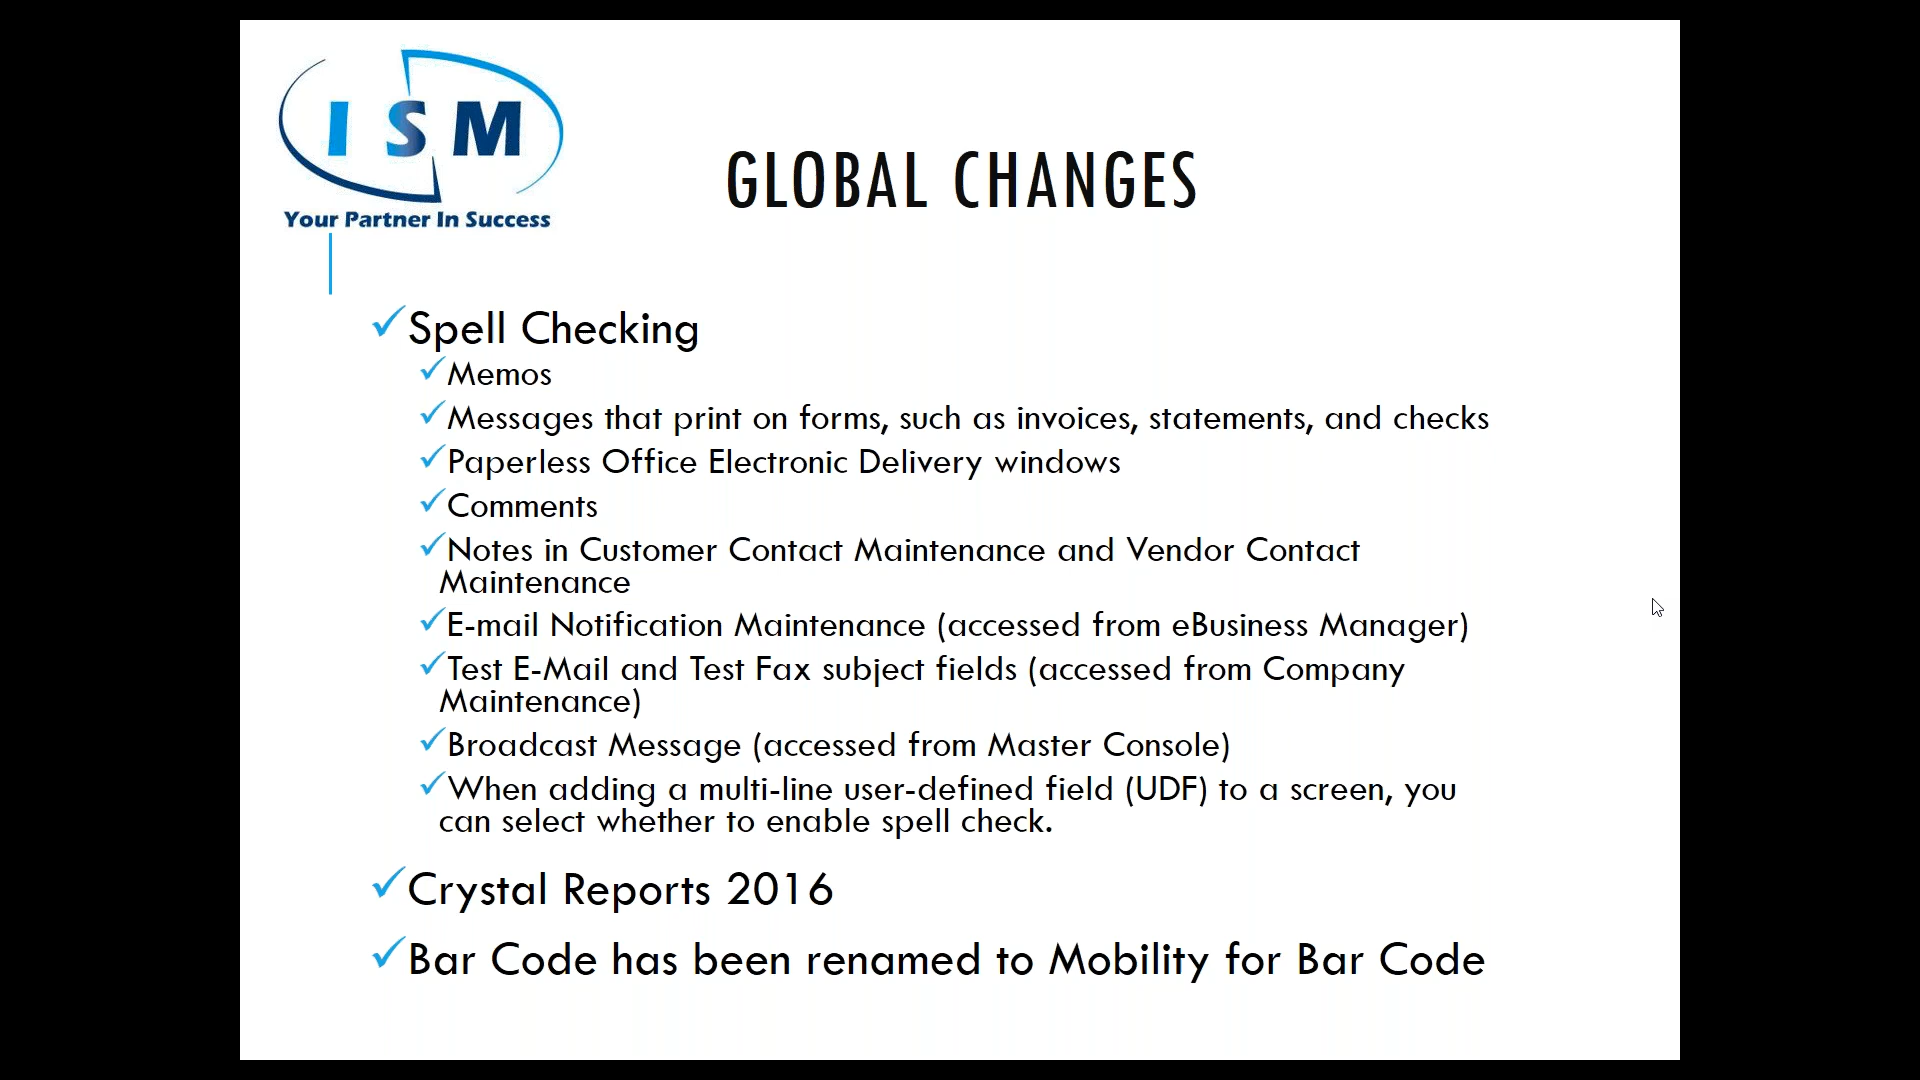 ISM
Your Partner In Success
GLOBAL CHANGES
Spell Checking
Memos
Messages that print on forms, such as invoices, statements, and checks
Paperless Office Electronic Delivery windows
Comments
Notes in Customer Contact Maintenance and Vendor Contact
Maintenance
E-mail Notification Maintenance (accessed from eBusiness Manager)
Test E-Mail and Test Fax subject fields (accessed from Company
Maintenance)
Broadcast Message (accessed from Master Console)
When adding a multi-line user-defined field (UDF) to a screen, you
can select whether to enable spell check.
Crystal Reports 2016
Bar Code has been renamed to Mobility for Bar Code